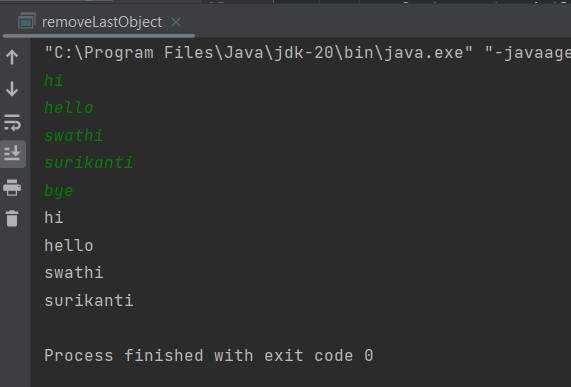 removeLastObject
"C:\Program Files\Java\jdk-20\bin\java.exe" "-javaage
hi
hello
swathi
surikanti
bye
hi
hello
swathi
surikanti
Process finished with exit code 0